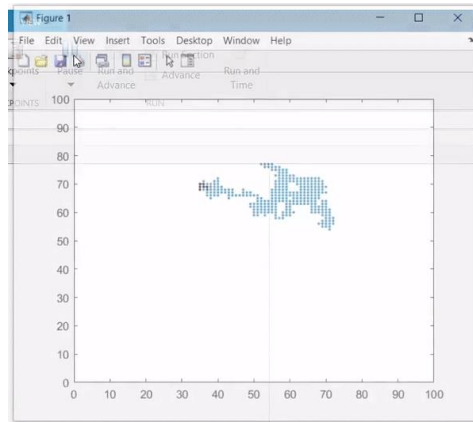 Figure 1
File Edit View Insert Tools Desktop Window Help
Run and
Advance
Pause
Advance
Run and
Time
RUN
100
90
80
70
60
50
40
30
20
10
0
0 10 20 30 40 50 60 70 80 90 100